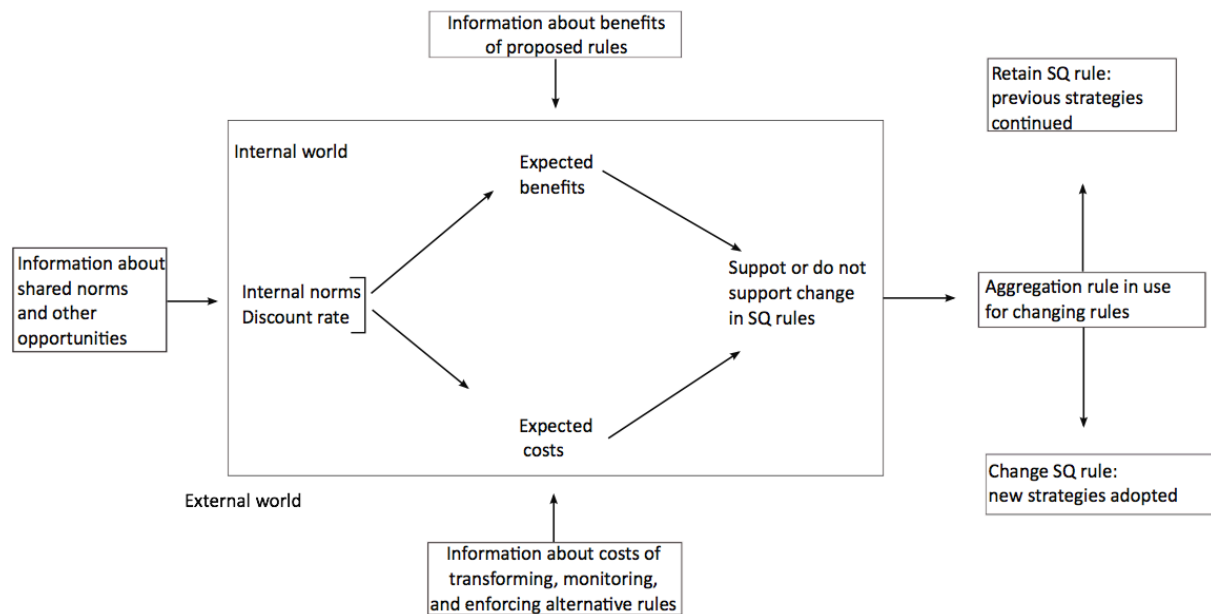 Information about benefits
of proposed rules
Retain SQ rule:
previous strategies
continued
Internal world
Expected
benefits
Information about
shared norms
and other
opportunities
Internal norms
Discount rate
Suppot or do not
support change
in SQ rules
Aggregation rule in use
for changing rules
Expected
costs
Change SQ rule:
new strategies adopted
External world
Information about costs of
transforming, monitoring,
and enforcing alternative rules